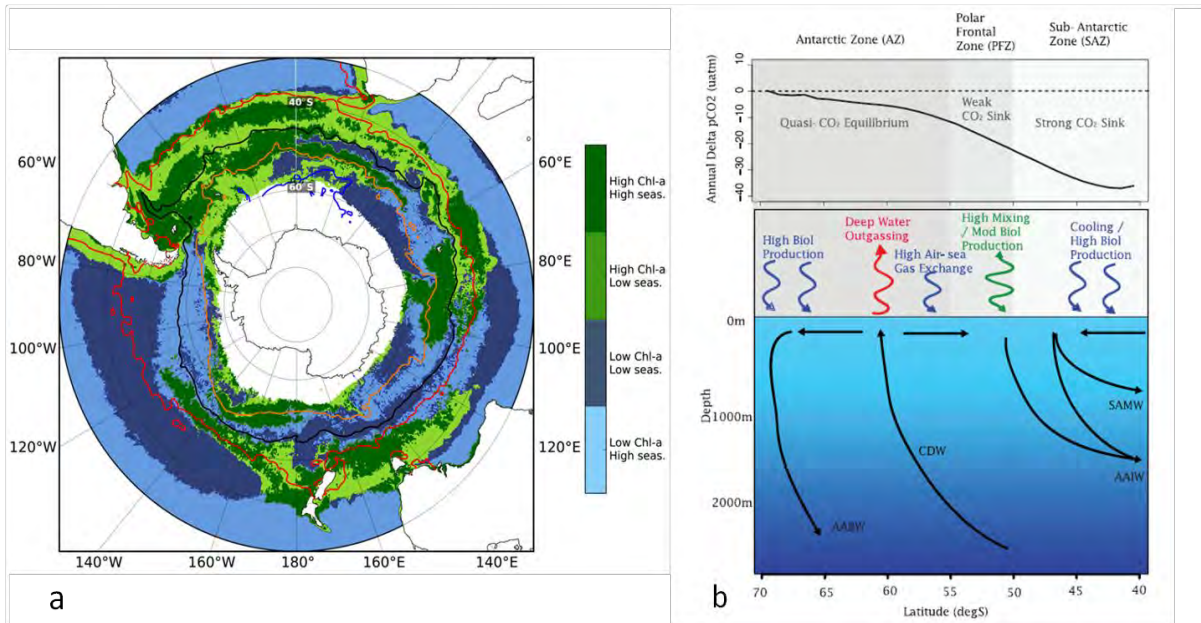 40°S
60°S
60°W
60°E
80°W
80°E
100°W
100°E
120°W
120°E
140°W
160°W
180°W
160°E
140°E
High Chl-a
High seas.
High Chl-a
Low seas.
Low Chl-a
Low seas.
Low Chl-a
High seas.
a
Antarctic Zone (AZ)
Polar
Frontal
Zone (PFZ)
Sub- Antarctic
Zone (SAZ)
Annual Delta pCO2 (uatm)
10
0
-10
-20
-30
-40
Quasi- CO₂ Equilibrium
Weak
CO₂ Sink
Strong CO₂ Sink
High Biol
Production
Deep Water
Outgassing
High Air- sea
Gas Exchange
High Mixing
/ Mod Biol
Production
Cooling /
High Biol
Production
0m
1000m
2000m
Depth
SAMW
AAIW
CDW
AABW
70
65
60
55
50
45
40
Latitude (degS)
b